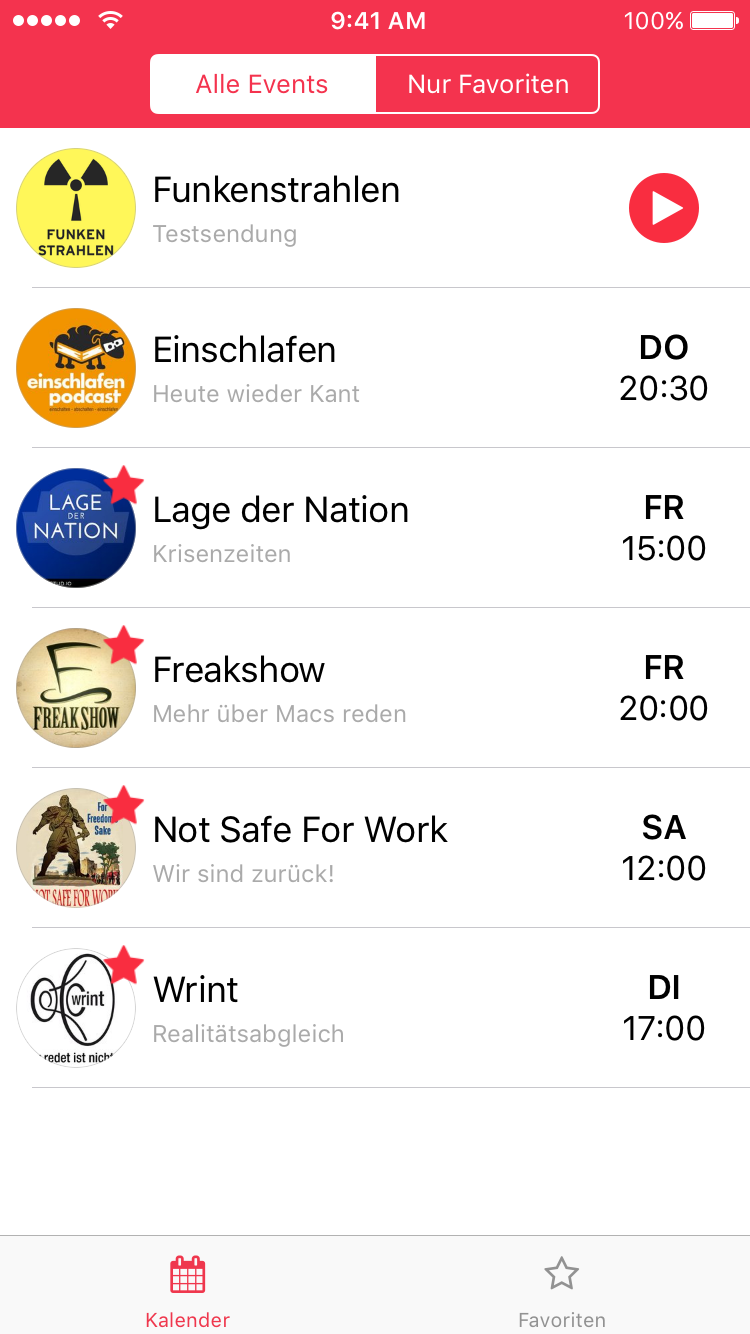 9:41 AM
100%
Alle Events
Nur Favoriten
FUNKEN
STRAHLEN
Funkenstrahlen
Testsendung
einschlafen
podcast
Einschlafen
Heute wieder Kant
DO
20:30
LAGE
DER
NATION
Lage der Nation
Krisenzeiten
FR
15:00
FREAK SHOW
Freakshow
Mehr über Macs reden
FR
20:00
For
Freedom
Sake
NOT SAFE FOR WORK
Not Safe For Work
Wir sind zurück!
SA
12:00
wrint
redet ist nicht
Wrint
Realitätsabgleich
DI
17:00
Kalender
Favoriten